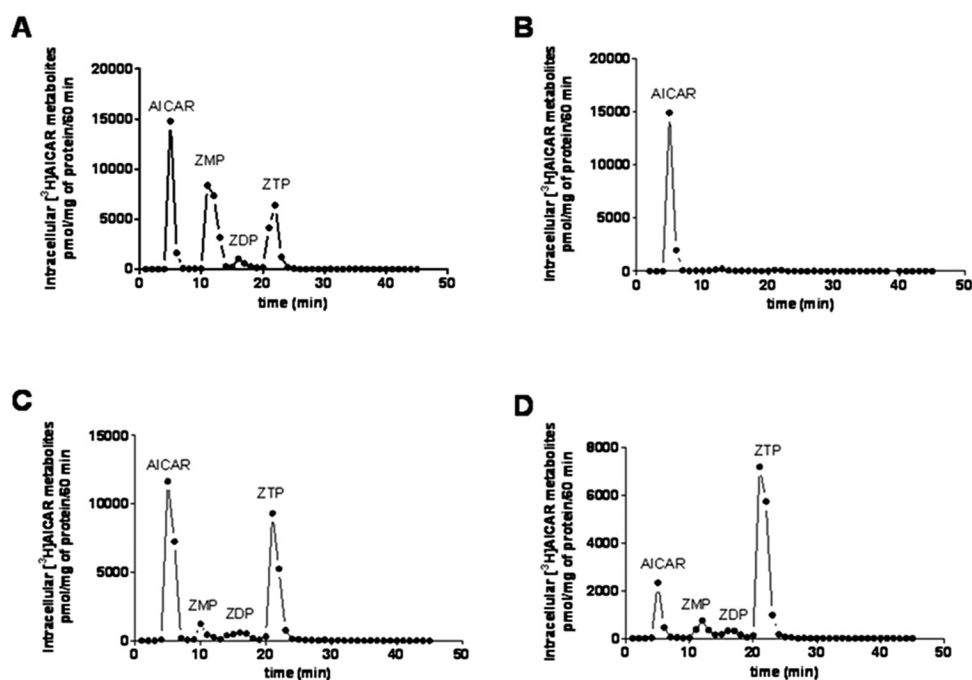 A
Intracellular [³H]AICAR metabolites
pmol/mg of protein/60 min
20000
15000
10000
5000
0
AICAR
ZMP
ZDP
ZTP
0 10 20 30 40 50
time (min)
B
Intracellular [³H]AICAR metabolites
pmol/mg of protein/60 min
20000
15000
10000
5000
0
AICAR
0 10 20 30 40 50
time (min)
C
Intracellular [³H]AICAR metabolites
pmol/mg of protein/60 min
15000
10000
5000
0
AICAR
ZMP
ZDP
ZTP
0 10 20 30 40 50
time (min)
D
Intracellular [³H]AICAR metabolites
pmol/mg of protein/60 min
8000
6000
4000
2000
0
AICAR
ZMP
ZDP
ZTP
0 10 20 30 40 50
time (min)